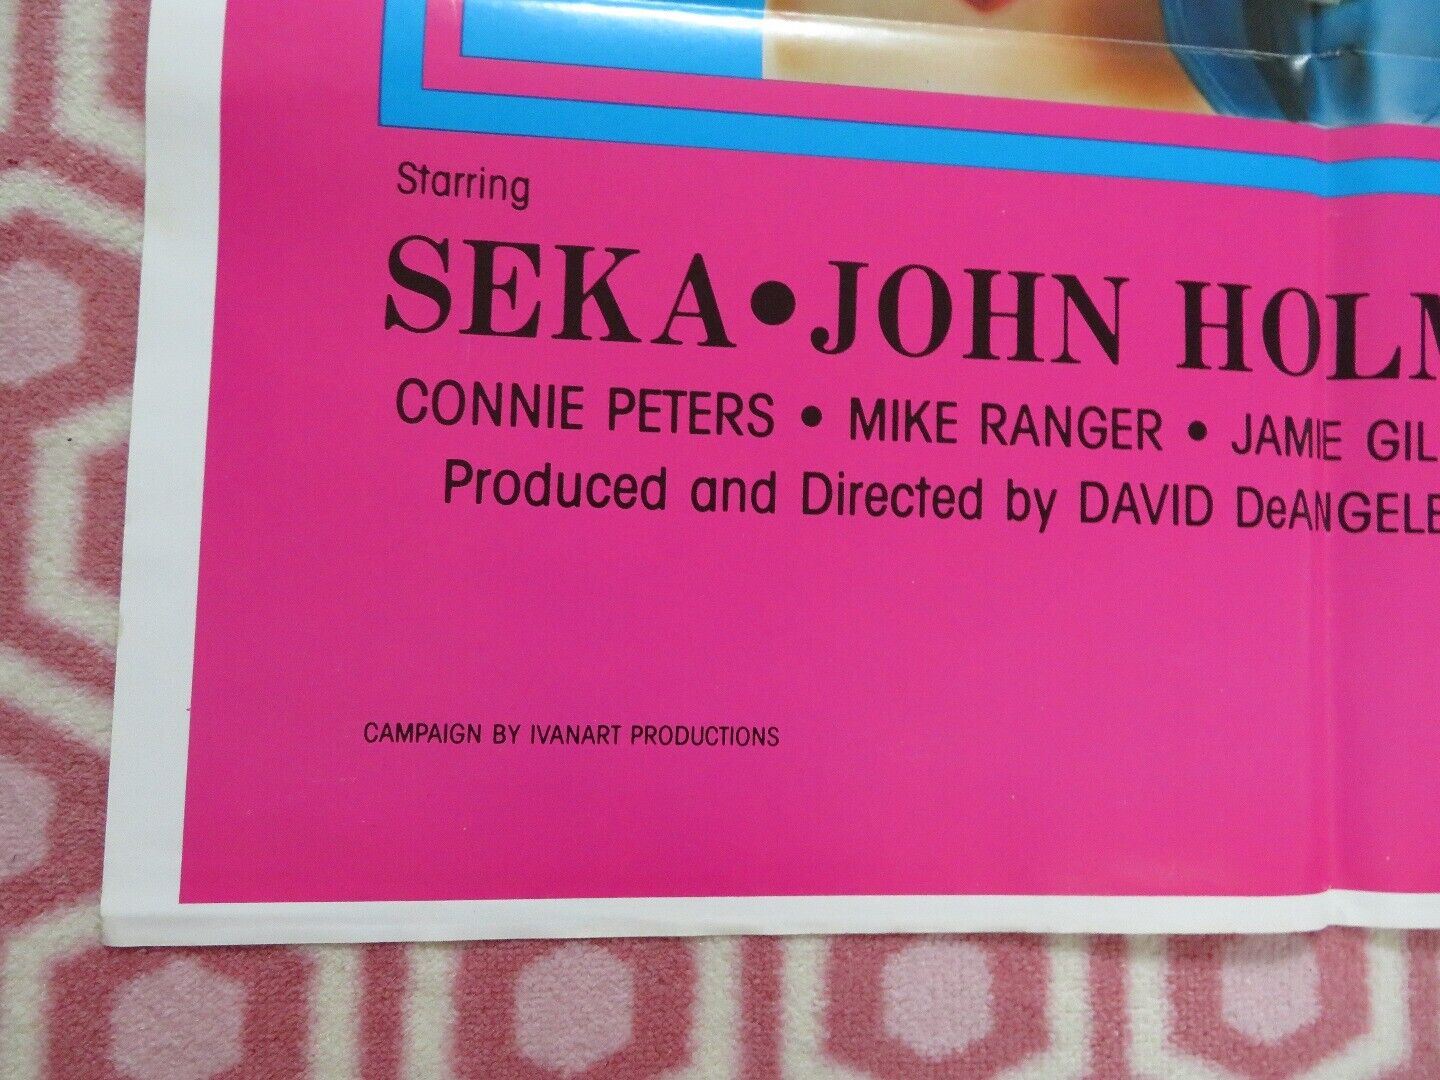 Starring
SEKA • JOHN HOLM
CONNIE PETERS • MIKE RANGER • JAMIE GIL
Produced and Directed by DAVID DeANGELE
CAMPAIGN BY IVANART PRODUCTIONS